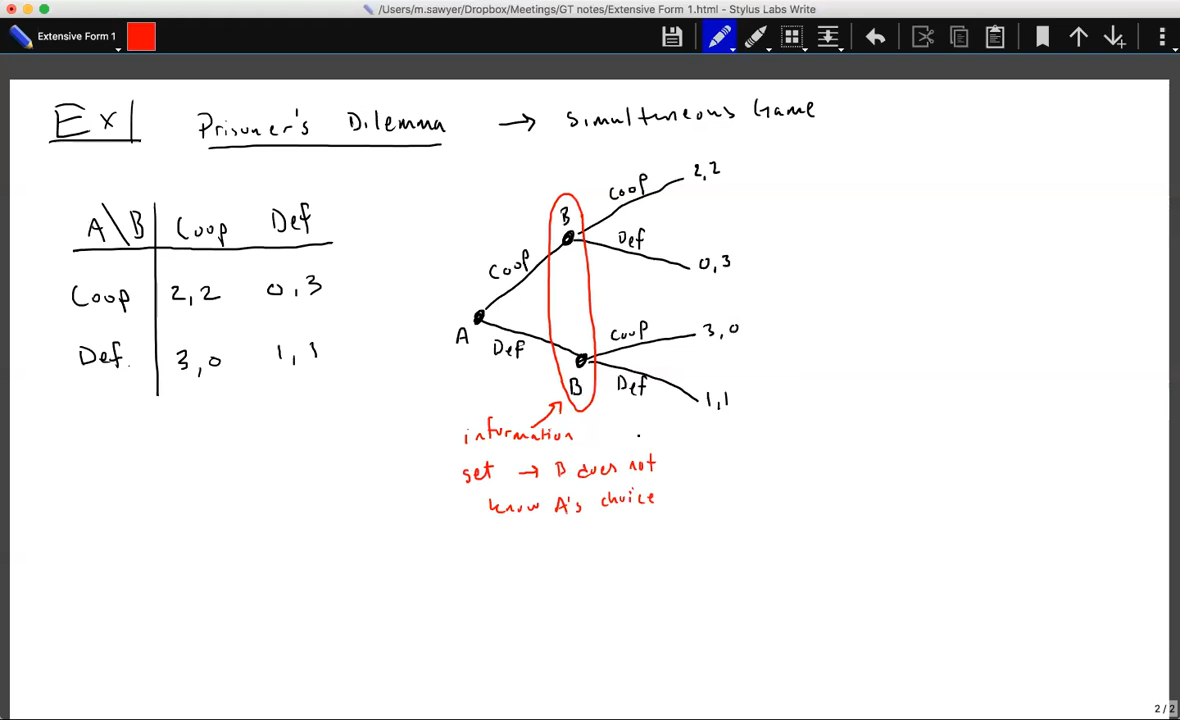 /Users/m.sawyer/Dropbox/Meetings/GT notes/Extensive Form 1.html - Stylus Labs Write
Extensive Form 1
Ex 1 Prisoner's Dilemma → Simultaneous Game
A\B Coop Def
Coop 2,2 0,3
Def. 3,0 1,1
Coop 2,2
B
Def 0,3
Coop
A
Def
Coop 3,0
B
Def 1,1
information
set → B does not
know A's choice
2/2